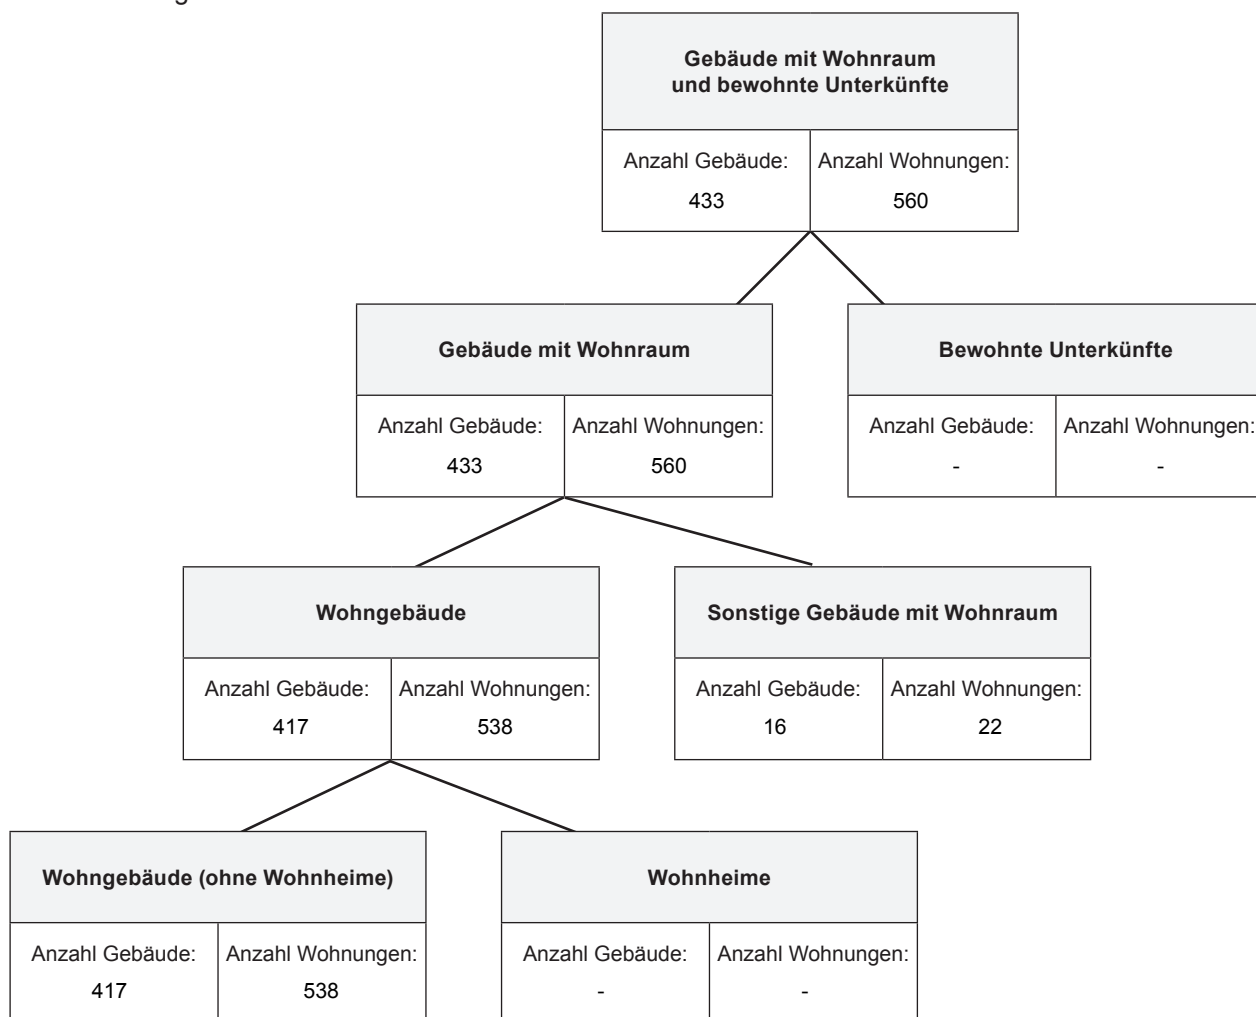 Gebäude mit Wohnraum
und bewohnte Unterkünfte
Anzahl Gebäude: Anzahl Wohnungen:
433 560
Gebäude mit Wohnraum
Anzahl Gebäude: Anzahl Wohnungen:
433 560
Bewohnte Unterkünfte
Anzahl Gebäude: Anzahl Wohnungen:
- -
Wohngebäude
Anzahl Gebäude: Anzahl Wohnungen:
417 538
Sonstige Gebäude mit Wohnraum
Anzahl Gebäude: Anzahl Wohnungen:
16 22
Wohngebäude (ohne Wohnheime)
Anzahl Gebäude: Anzahl Wohnungen:
417 538
Wohnheime
Anzahl Gebäude: Anzahl Wohnungen:
- -